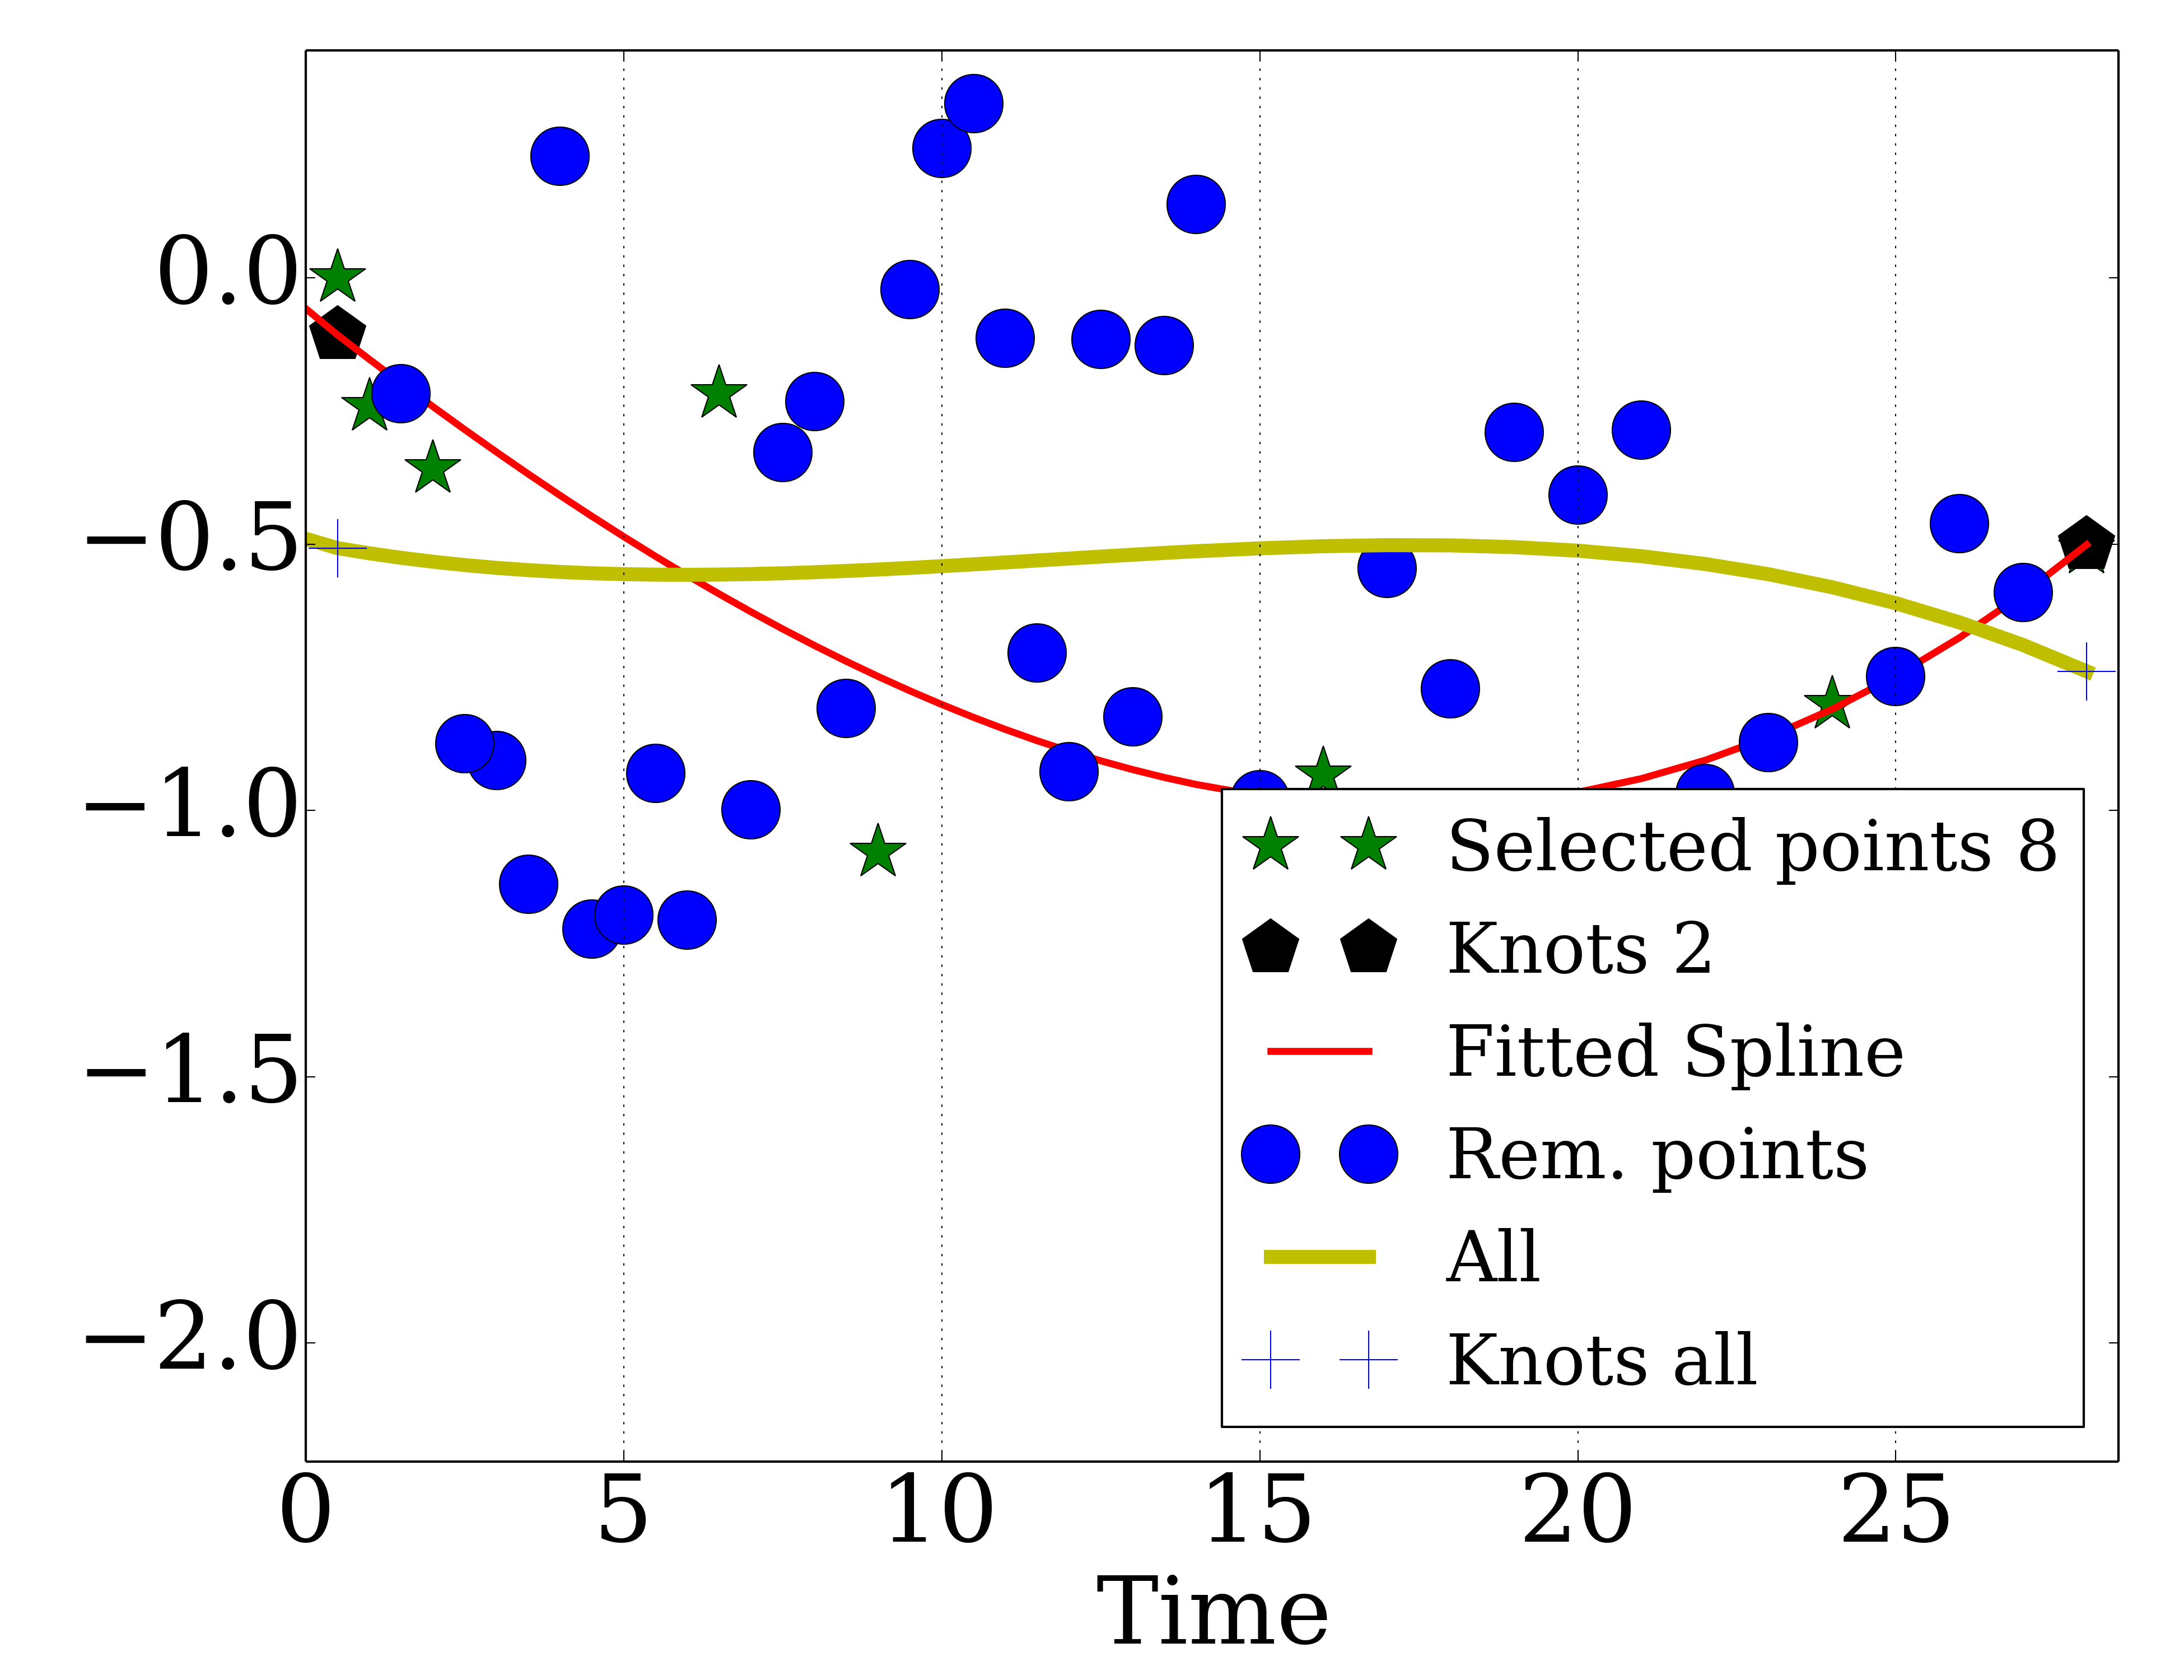 0.0
−0.5
−1.0
−1.5
−2.0
Selected points 8
Knots 2
Fitted Spline
Rem. points
All
Knots all
0 5 10 15 20 25
Time